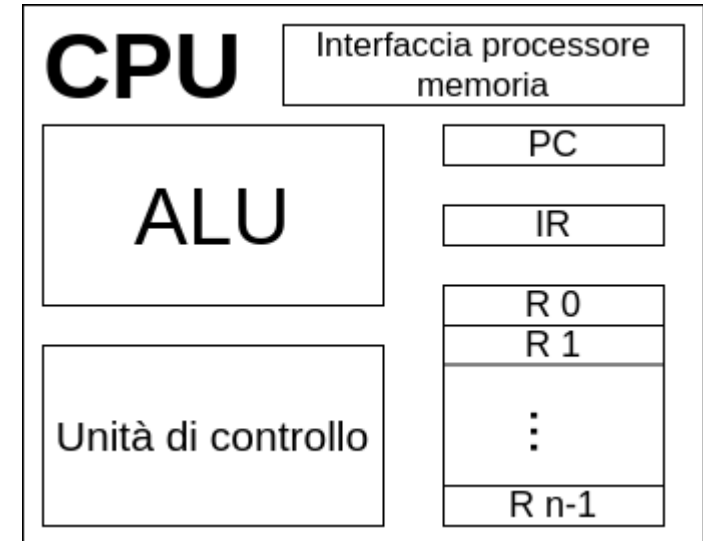 CPU
Interfaccia processore
memoria
ALU
PC
IR
R 0
R 1
⋮
R n-1
Unità di controllo